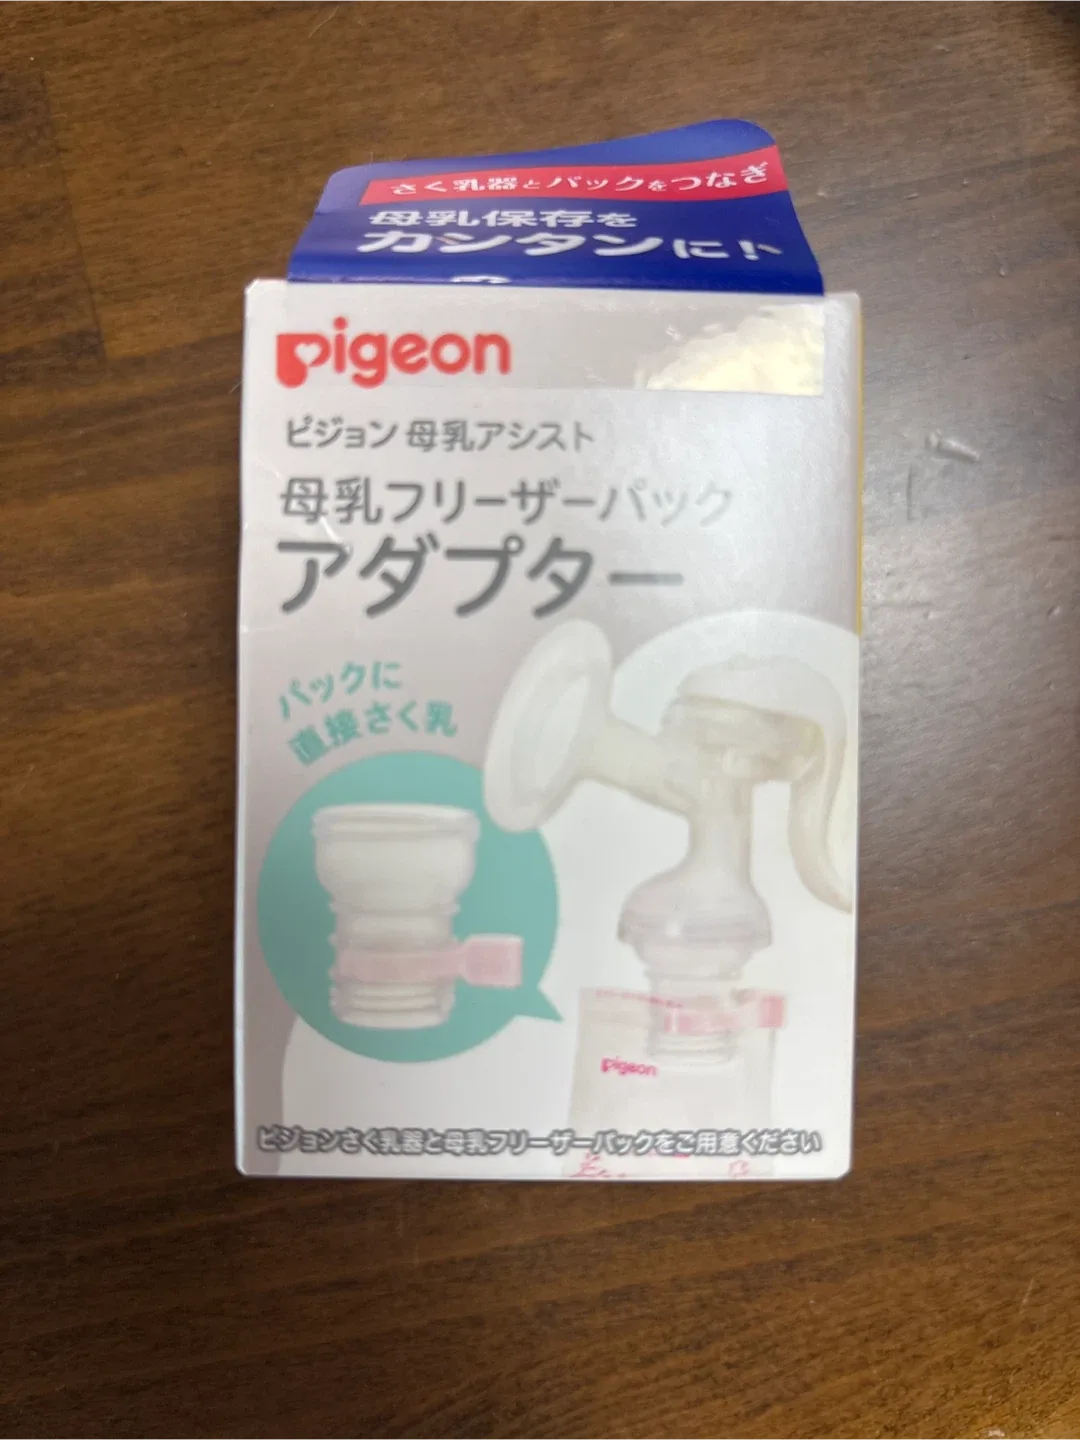 さく乳器とパックをつなぎ
母乳保存を
カンタンに!
pigeon
ピジョン 母乳アシスト
母乳フリーザーパック
アダプター
パックに
直接さく乳
pigeon
ピジョンさく乳器と母乳フリーザーパックをご用意ください